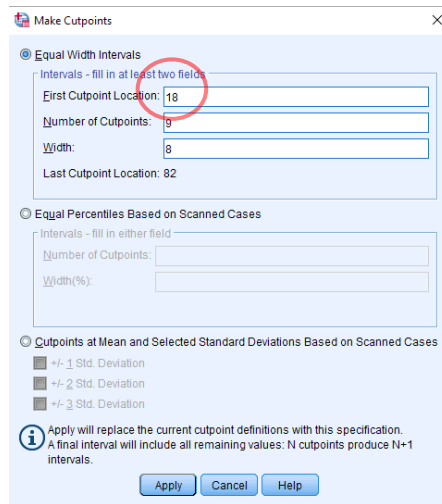 Make Cutpoints
Equal Width Intervals
Intervals - fill in at least two fields
First Cutpoint Location: 18
Number of Cutpoints: 9
Width: 8
Last Cutpoint Location: 82
Equal Percentiles Based on Scanned Cases
Intervals - fill in either field
Number of Cutpoints:
Width(%):
Cutpoints at Mean and Selected Standard Deviations Based on Scanned Cases
+/- 1 Std. Deviation
+/- 2 Std. Deviation
+/- 3 Std. Deviation
Apply will replace the current cutpoint definitions with this specification.
A final interval will include all remaining values: N cutpoints produce N+1
intervals.
Apply Cancel Help